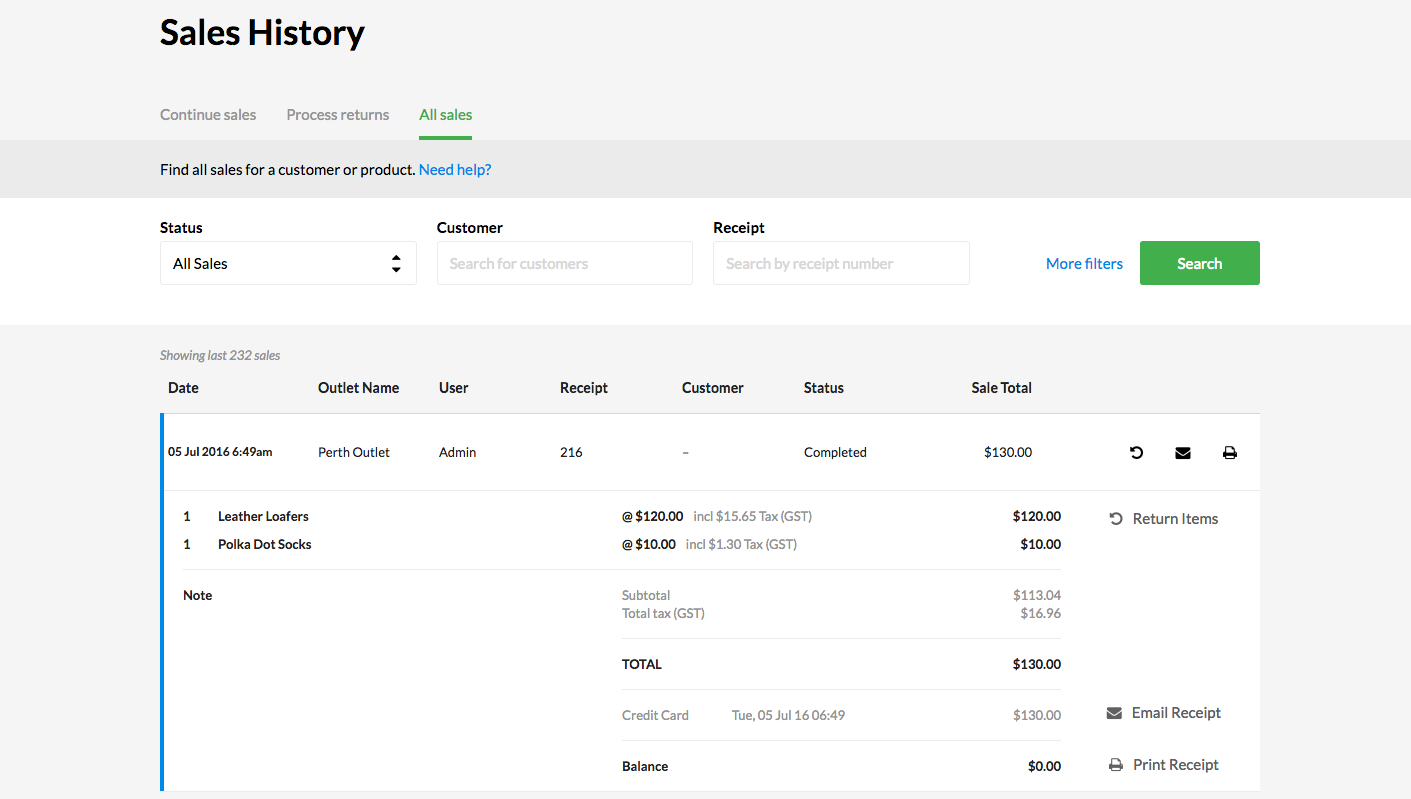 Sales History
Continue sales Process returns All sales
Find all sales for a customer or product. Need help?
Status Customer Receipt
All Sales Search for customers Search by receipt number More filters Search
Showing last 232 sales
Date Outlet Name User Receipt Customer Status Sale Total
05 Jul 2016 6:49am Perth Outlet Admin 216 – Completed $130.00
1 Leather Loafers @ $120.00 incl $15.65 Tax (GST) $120.00 Return Items
1 Polka Dot Socks @ $10.00 incl $1.30 Tax (GST) $10.00
Note Subtotal $113.04
Total tax (GST) $16.96
TOTAL $130.00
Credit Card Tue, 05 Jul 16 06:49 $130.00 Email Receipt
Balance $0.00 Print Receipt